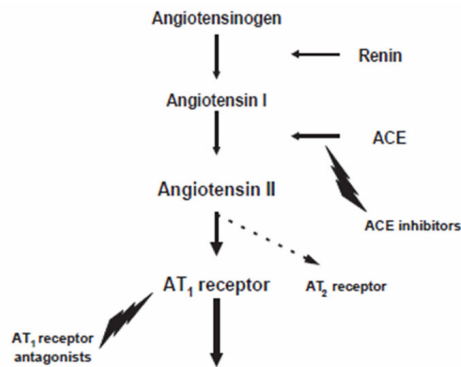 Angiotensinogen
Renin
Angiotensin I
ACE
Angiotensin II
ACE inhibitors
AT₁ receptor
AT₂ receptor
AT₁ receptor
antagonists